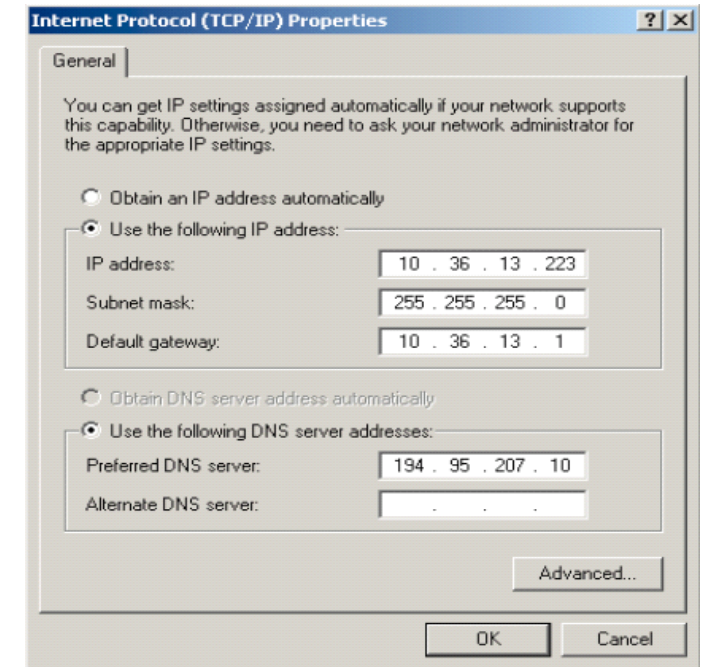 Internet Protocol (TCP/IP) Properties
General
You can get IP settings assigned automatically if your network supports
this capability. Otherwise, you need to ask your network administrator for
the appropriate IP settings.
Obtain an IP address automatically
Use the following IP address:
IP address: 10 . 36 . 13 . 223
Subnet mask: 255 . 255 . 255 . 0
Default gateway: 10 . 36 . 13 . 1
Obtain DNS server address automatically
Use the following DNS server addresses:
Preferred DNS server: 194 . 95 . 207 . 10
Alternate DNS server: . . .
Advanced...
OK Cancel